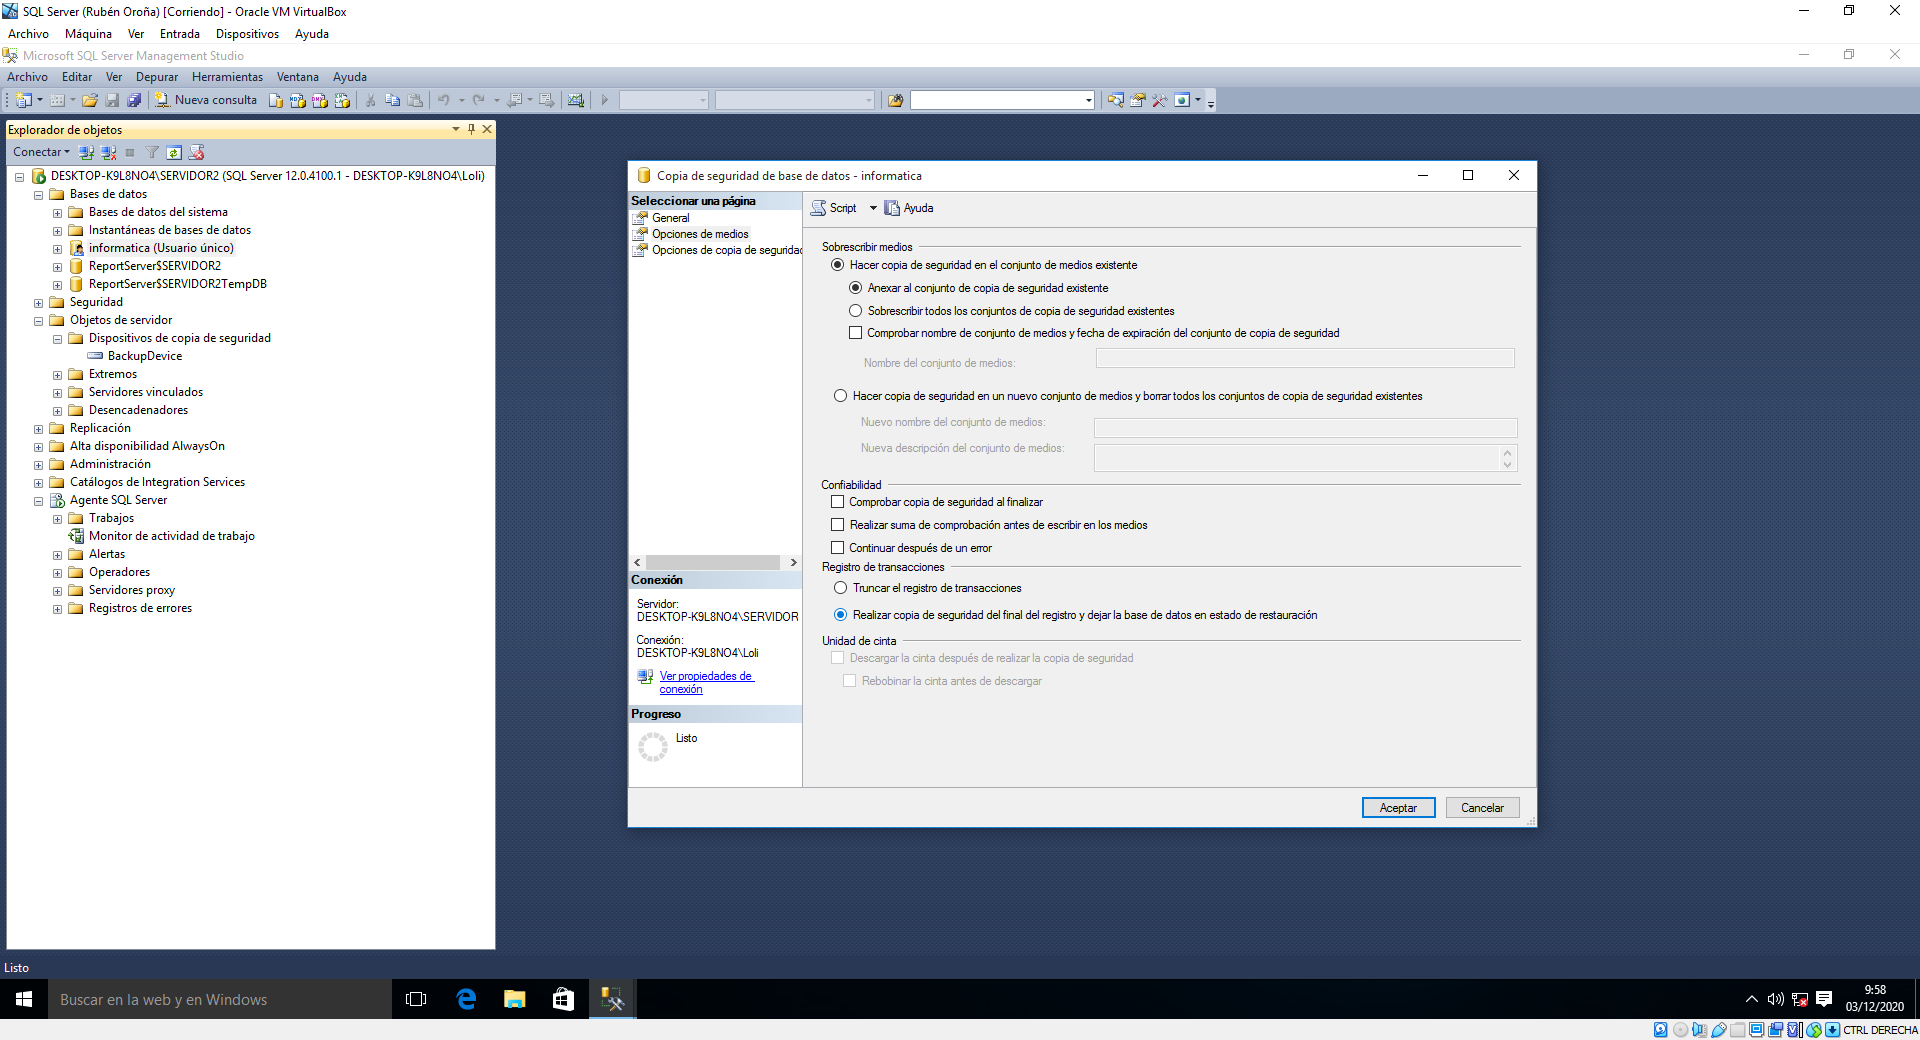 SQL Server (Rubén Oroña) [Corriendo] - Oracle VM VirtualBox
Archivo Máquina Ver Entrada Dispositivos Ayuda
Microsoft SQL Server Management Studio
Archivo Editar Ver Depurar Herramientas Ventana Ayuda
Nueva consulta
Explorador de objetos
Conectar
DESKTOP-K9L8NO4\SERVIDOR2 (SQL Server 12.0.4100.1 - DESKTOP-K9L8NO4\Loli)
Bases de datos
Bases de datos del sistema
Instantáneas de bases de datos
informatica (Usuario único)
ReportServer$SERVIDOR2
ReportServer$SERVIDOR2TempDB
Seguridad
Objetos de servidor
Dispositivos de copia de seguridad
BackupDevice
Extremos
Servidores vinculados
Desencadenadores
Replicación
Alta disponibilidad AlwaysOn
Administración
Catálogos de Integration Services
Agente SQL Server
Trabajos
Monitor de actividad de trabajo
Alertas
Operadores
Servidores proxy
Registros de errores
Copia de seguridad de base de datos - informatica
Seleccionar una página
General
Opciones de medios
Opciones de copia de seguridad
Conexión
Servidor:
DESKTOP-K9L8NO4\SERVIDOR
Conexión:
DESKTOP-K9L8NO4\Loli
Ver propiedades de
conexión
Progreso
Listo
Script Ayuda
Sobrescribir medios
Hacer copia de seguridad en el conjunto de medios existente
Anexar al conjunto de copia de seguridad existente
Sobrescribir todos los conjuntos de copia de seguridad existentes
Comprobar nombre de conjunto de medios y fecha de expiración del conjunto de copia de seguridad
Nombre del conjunto de medios:
Hacer copia de seguridad en un nuevo conjunto de medios y borrar todos los conjuntos de copia de seguridad existentes
Nuevo nombre del conjunto de medios:
Nueva descripción del conjunto de medios:
Confiabilidad
Comprobar copia de seguridad al finalizar
Realizar suma de comprobación antes de escribir en los medios
Continuar después de un error
Registro de transacciones
Truncar el registro de transacciones
Realizar copia de seguridad del final del registro y dejar la base de datos en estado de restauración
Unidad de cinta
Descargar la cinta después de realizar la copia de seguridad
Rebobinar la cinta antes de descargar
Aceptar Cancelar
Listo
Buscar en la web y en Windows
9:58
03/12/2020
CTRL DERECHA